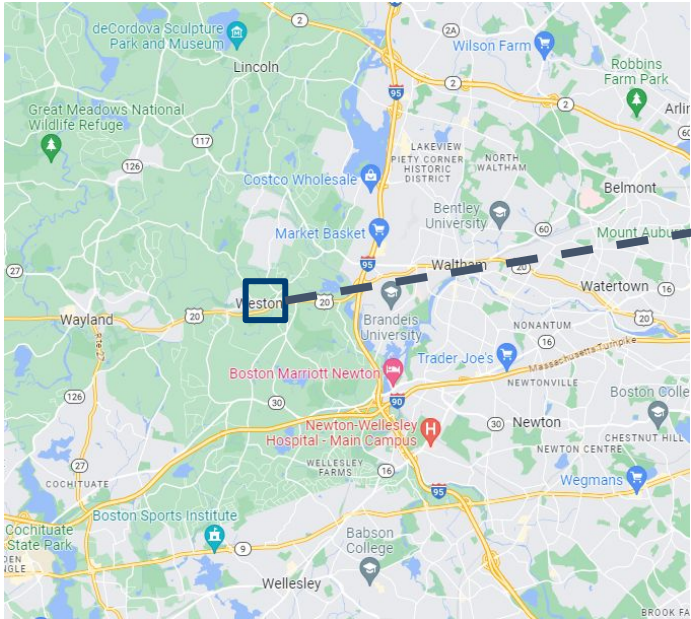 deCordova Sculpture
Park and Museum
2
2A
Wilson Farm
Lincoln
2
Robbins
Farm Park
95
2
Great Meadows National
Wildlife Refuge
117
60
126
LAKEVIEW
PIETY CORNER
HISTORIC
DISTRICT
NORTH
WALTHAM
Costco Wholesale
Belmont
Bentley
University
Market Basket
60
Mount Aubu
27
95
Waltham
20
Weston
20
Watertown
16
Wayland
20
Brandeis
University
NONANTUM
16
Rte 27
Trader Joe's
Massachusetts Turnpike
Boston Marriott Newton
NEWTONVILLE
126
30
90
Boston Colle
Newton-Wellesley
Hospital - Main Campus
H
30
Newton
CHESTNUT HILL
NEWTON CENTRE
27
WELLESLEY
FARMS
16
COCHITUATE
95
Wegmans
Boston Sports Institute
Cochituate
State Park
9
Babson
College
Wellesley
BROOK FA